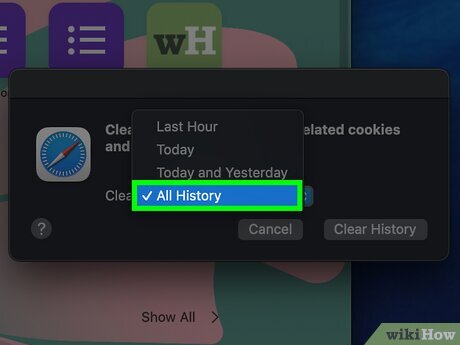 wH
Clea
elated cookies
and
Last Hour
Today
Today and Yesterday
Clea
✓ All History
?
Cancel
Clear History
Show All >
wikiHow